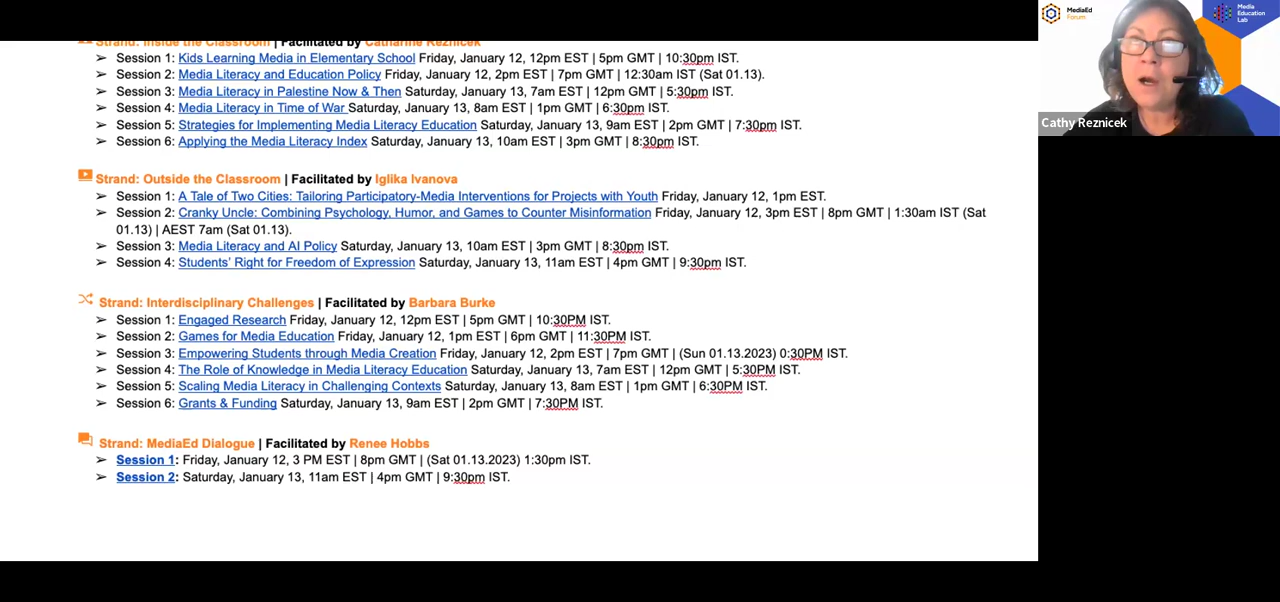 Strand: Inside the Classroom | Facilitated by Catharine Reznicek
➢ Session 1: Kids Learning Media in Elementary School Friday, January 12, 12pm EST | 5pm GMT | 10:30pm IST.
➢ Session 2: Media Literacy and Education Policy Friday, January 12, 2pm EST | 7pm GMT | 12:30am IST (Sat 01.13).
➢ Session 3: Media Literacy in Palestine Now & Then Saturday, January 13, 7am EST | 12pm GMT | 5:30pm IST.
➢ Session 4: Media Literacy in Time of War Saturday, January 13, 8am EST | 1pm GMT | 6:30pm IST.
➢ Session 5: Strategies for Implementing Media Literacy Education Saturday, January 13, 9am EST | 2pm GMT | 7:30pm IST.
➢ Session 6: Applying the Media Literacy Index Saturday, January 13, 10am EST | 3pm GMT | 8:30pm IST.
Strand: Outside the Classroom | Facilitated by Iglika Ivanova
➢ Session 1: A Tale of Two Cities: Tailoring Participatory-Media Interventions for Projects with Youth Friday, January 12, 1pm EST.
➢ Session 2: Cranky Uncle: Combining Psychology, Humor, and Games to Counter Misinformation Friday, January 12, 3pm EST | 8pm GMT | 1:30am IST (Sat
01.13) | AEST 7am (Sat 01.13).
➢ Session 3: Media Literacy and AI Policy Saturday, January 13, 10am EST | 3pm GMT | 8:30pm IST.
➢ Session 4: Students' Right for Freedom of Expression Saturday, January 13, 11am EST | 4pm GMT | 9:30pm IST.
Strand: Interdisciplinary Challenges | Facilitated by Barbara Burke
➢ Session 1: Engaged Research Friday, January 12, 12pm EST | 5pm GMT | 10:30PM IST.
➢ Session 2: Games for Media Education Friday, January 12, 1pm EST | 6pm GMT | 11:30PM IST.
➢ Session 3: Empowering Students through Media Creation Friday, January 12, 2pm EST | 7pm GMT | (Sun 01.13.2023) 0:30PM IST.
➢ Session 4: The Role of Knowledge in Media Literacy Education Saturday, January 13, 7am EST | 12pm GMT | 5:30PM IST.
➢ Session 5: Scaling Media Literacy in Challenging Contexts Saturday, January 13, 8am EST | 1pm GMT | 6:30PM IST.
➢ Session 6: Grants & Funding Saturday, January 13, 9am EST | 2pm GMT | 7:30PM IST.
Strand: MediaEd Dialogue | Facilitated by Renee Hobbs
➢ Session 1: Friday, January 12, 3 PM EST | 8pm GMT | (Sat 01.13.2023) 1:30pm IST.
➢ Session 2: Saturday, January 13, 11am EST | 4pm GMT | 9:30pm IST.
MediaEd
Forum
Media
Education
Lab
Cathy Reznicek